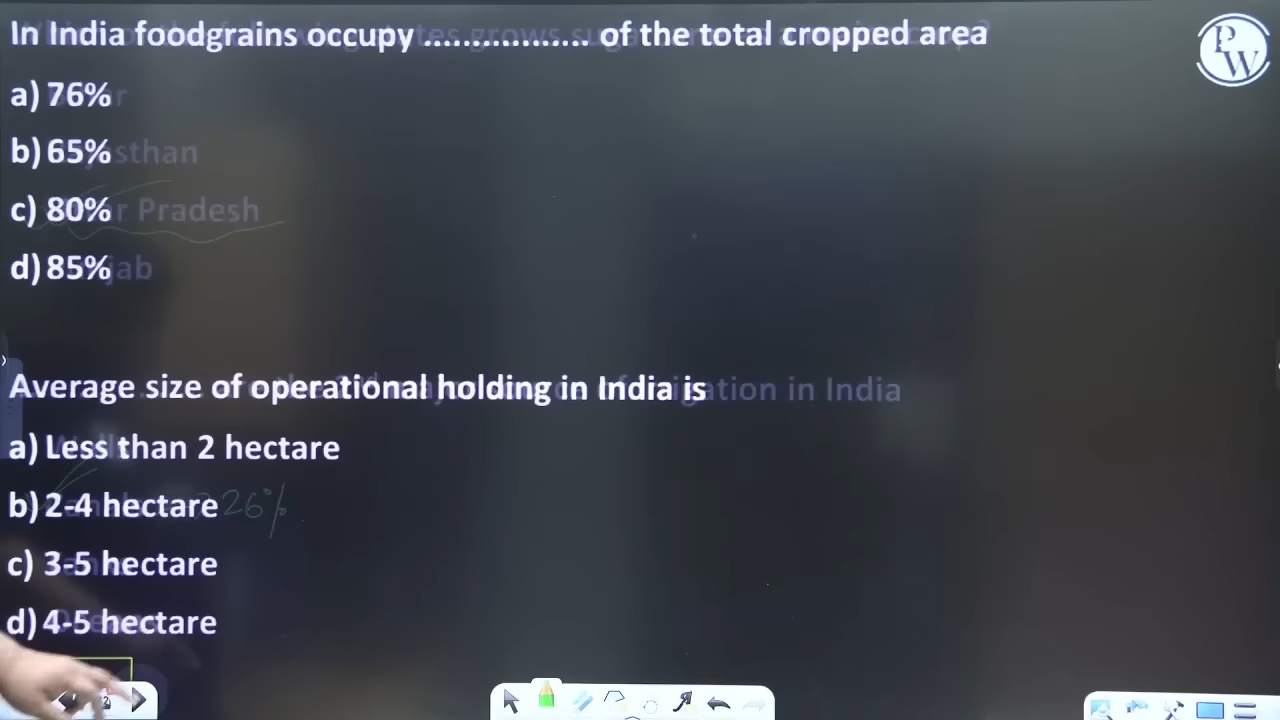 In India foodgrains occupy ................. of the total cropped area
a) 76%
b) 65%
c) 80%
d) 85%
Average size of operational holding in India is
a) Less than 2 hectare
b) 2-4 hectare
c) 3-5 hectare
d) 4-5 hectare
PW